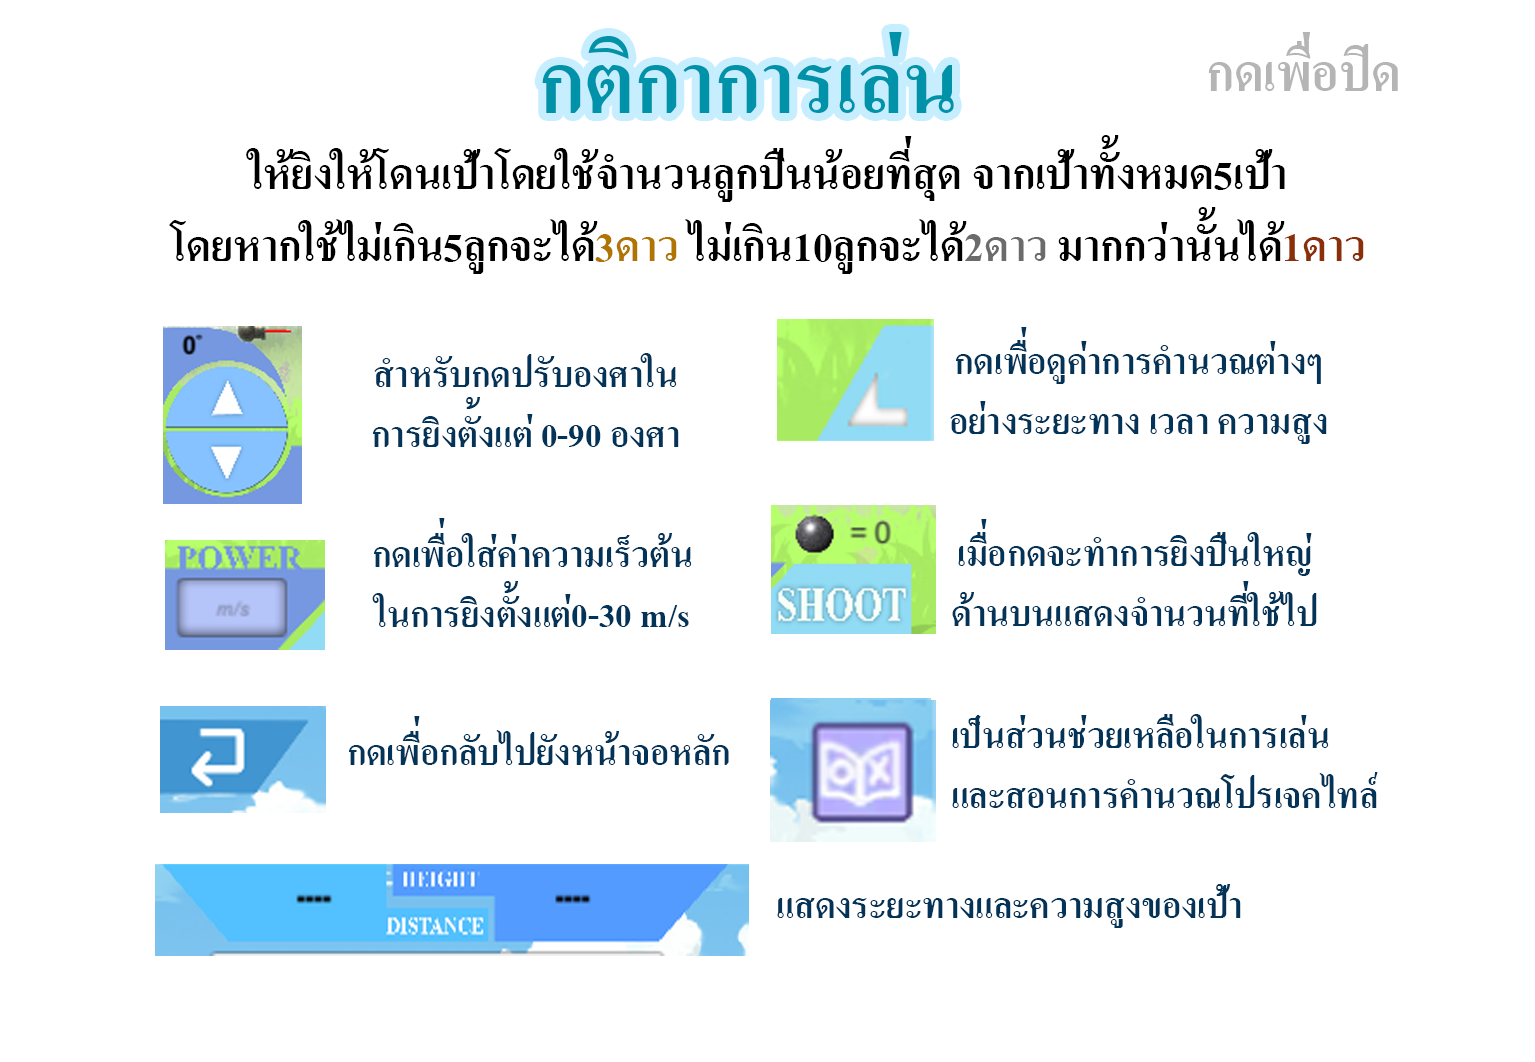 กติกาการเล่น
กดเพื่อปิด
ให้ยิงให้โดนเป้าโดยใช้จำนวนลูกปืนน้อยที่สุด จากเป้าทั้งหมด5เป้า
โดยหากใช้ไม่เกิน5ลูกจะได้3ดาว ไม่เกิน10ลูกจะได้2ดาว มากกว่านั้นได้1ดาว
0°
สำหรับกดปรับองศาใน
การยิงตั้งแต่ 0-90 องศา
กดเพื่อดูค่าการคำนวณต่างๆ
อย่างระยะทาง เวลา ความสูง
POWER
m/s
กดเพื่อใส่ค่าความเร็วต้น
ในการยิงตั้งแต่0-30 m/s
= 0
SHOOT
เมื่อกดจะทำการยิงปืนใหญ่
ด้านบนแสดงจำนวนที่ใช้ไป
กดเพื่อกลับไปยังหน้าจอหลัก
OX
เป็นส่วนช่วยเหลือในการเล่น
และสอนการคำนวณโปรเจคไทล์
---- HEIGHT ----
DISTANCE
แสดงระยะทางและความสูงของเป้า